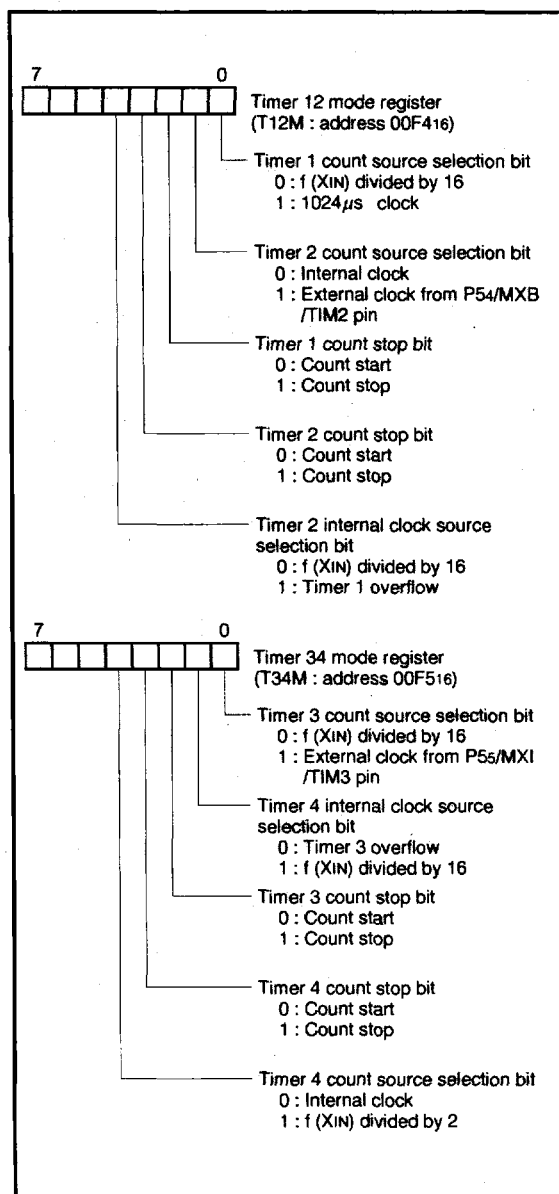 7 0
Timer 12 mode register
(T12M : address 00F416)
Timer 1 count source selection bit
0 : f (XIN) divided by 16
1 : 1024µs clock
Timer 2 count source selection bit
0 : Internal clock
1 : External clock from P54/MXB
/TIM2 pin
Timer 1 count stop bit
0 : Count start
1 : Count stop
Timer 2 count stop bit
0 : Count start
1 : Count stop
Timer 2 internal clock source
selection bit
0 : f (XIN) divided by 16
1 : Timer 1 overflow
7 0
Timer 34 mode register
(T34M : address 00F516)
Timer 3 count source selection bit
0 : f (XIN) divided by 16
1 : External clock from P55/MXI
/TIM3 pin
Timer 4 internal clock source
selection bit
0 : Timer 3 overflow
1 : f (XIN) divided by 16
Timer 3 count stop bit
0 : Count start
1 : Count stop
Timer 4 count stop bit
0 : Count start
1 : Count stop
Timer 4 count source selection bit
0 : Internal clock
1 : f (XIN) divided by 2